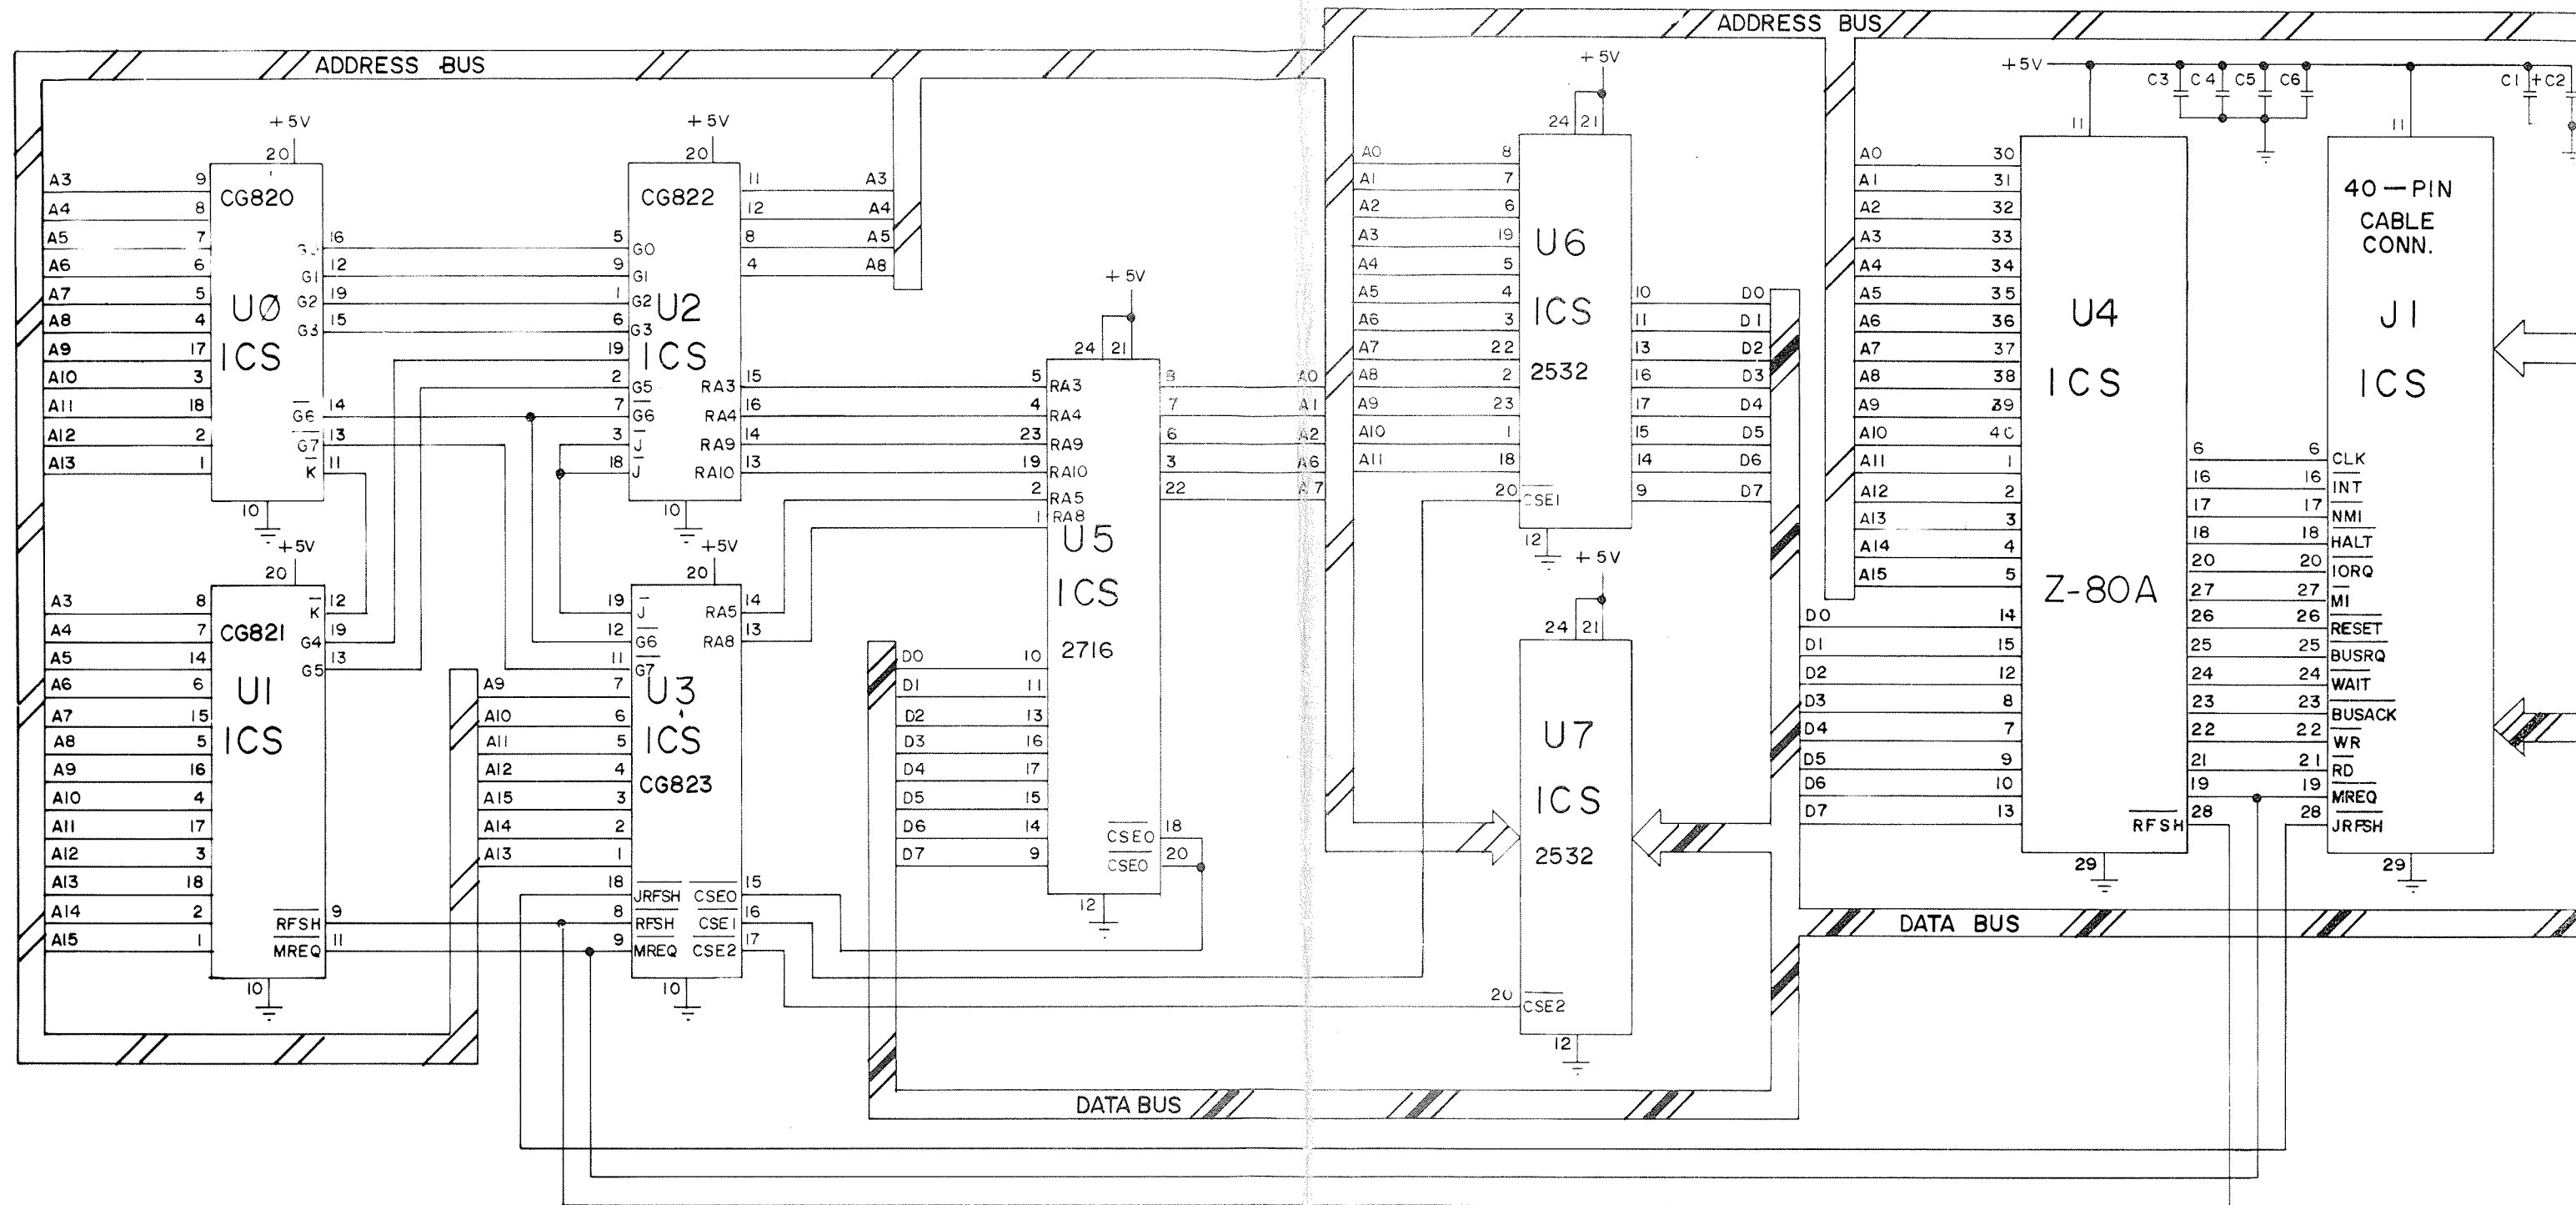 ADDRESS BUS
ADDRESS BUS
+5V
20
CG820
UØ
ICS
A3 9
A4 8
A5 7
A6 6
A7 5
A8 4
A9 17
A10 3
A11 18
A12 2
A13 1
16
G1 12
G2 19
G3 15
G6 14
G7 13
K 11
10
+5V
20
CG821
U1
ICS
A3 8
A4 7
A5 14
A6 6
A7 15
A8 5
A9 16
A10 4
A11 17
A12 3
A13 18
A14 2
A15 1
K 12
G4 19
G5 13
RFSH 9
MREQ 11
10
+5V
20
CG822
U2
ICS
5 G0
9 G1
1 G2
6 G3
19
2 G5
7 G6
3 J
18 J
11 A3
12 A4
8 A5
4 A8
RA3 15
RA4 16
RA9 14
RA10 13
10
+5V
20
U3
ICS
CG823
19 J
12 G6
11 G7
A9 7
A10 6
A11 5
A12 4
A15 3
A14 2
A13 1
18 JRFSH
8 RFSH
9 MREQ
RA5 14
RA8 13
CSE0 15
CSE1 16
CSE2 17
10
+5V
24 21
5 RA3
4 RA4
23 RA9
19 RA10
2 RA5
1 RA8
U5
ICS
2716
8 A0
7 A1
6 A2
3 A6
22 A7
D0 10
D1 11
D2 13
D3 16
D4 17
D5 15
D6 14
D7 9
CSE0 18
CSE0 20
12
DATA BUS
+5V
24 21
U6
ICS
2532
A0 8
A1 7
A2 6
A3 19
A4 5
A5 4
A6 3
A7 22
A8 2
A9 23
A10 1
A11 18
20 CSE1
10 D0
11 D1
13 D2
16 D3
17 D4
15 D5
14 D6
9 D7
12
+5V
24 21
U7
ICS
2532
20 CSE2
12
DATA BUS
+5V
C3 C4 C5 C6
C1 + C2
11
U4
ICS
Z-80A
A0 30
A1 31
A2 32
A3 33
A4 34
A5 35
A6 36
A7 37
A8 38
A9 39
A10 40
A11 1
A12 2
A13 3
A14 4
A15 5
D0 14
D1 15
D2 12
D3 8
D4 7
D5 9
D6 10
D7 13
RFSH
29
11
40-PIN
CABLE
CONN.
J1
ICS
6 6 CLK
16 16 INT
17 17 NMI
18 18 HALT
20 20 IORQ
27 27 M1
26 26 RESET
25 25 BUSRQ
24 24 WAIT
23 23 BUSACK
22 22 WR
21 21 RD
19 19 MREQ
28 28 JRFSH
29